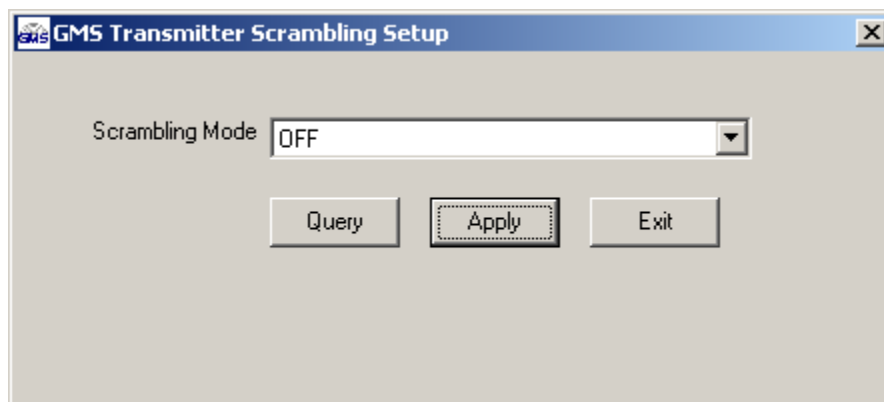 GMS GMS Transmitter Scrambling Setup
Scrambling Mode OFF
Query Apply Exit